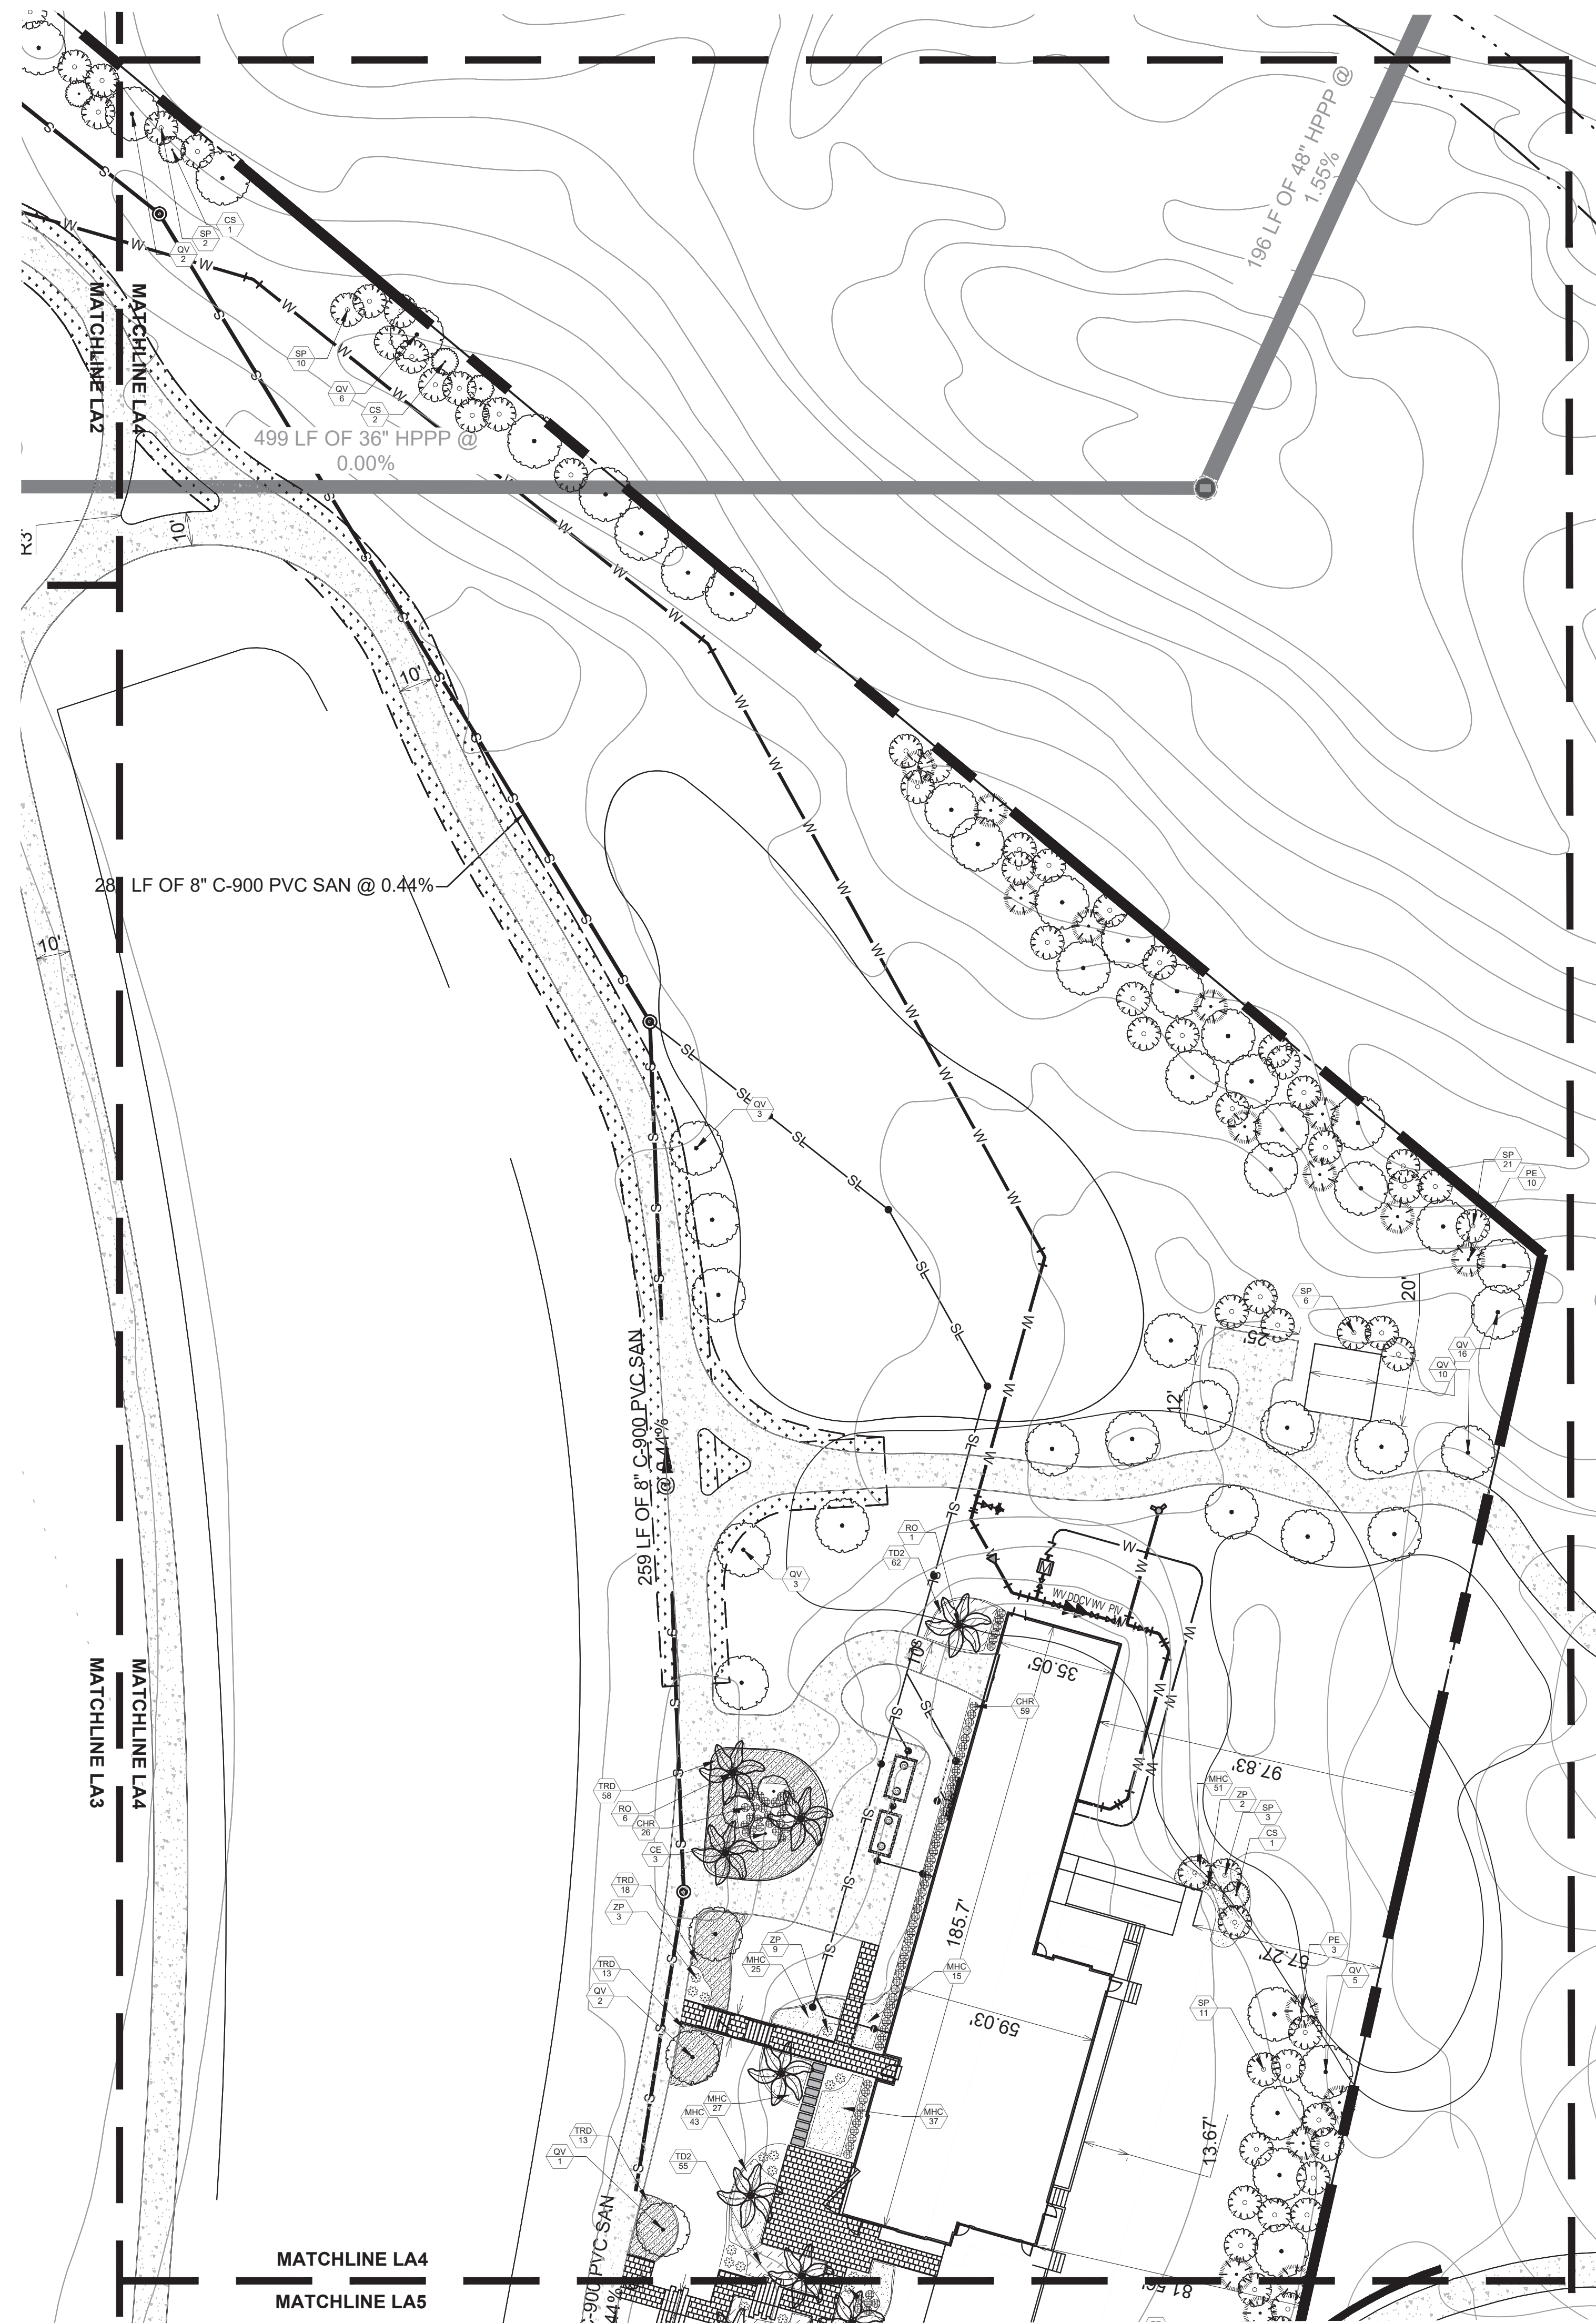 196 LF OF 48" HPPP @
1.55%
CS
1
SP
2
QV
2
MATCHLINE LA2
MATCHLINE LA4
SP
10
QV
6
CS
2
499 LF OF 36" HPPP @
0.00%
R3'
10'
10'
LF OF 8" C-900 PVC SAN @ 0.44%
10'
QV
3
SP
21
PE
10
SP
6
20'
25'
QV
16
QV
10
12'
259 LF OF 8" C-900 PVC SAN
@ 0.44%
RO
1
TD2
62
QV
3
WV DDCV WV PIV
M
10'
35.05'
CHR
59
MATCHLINE LA3
MATCHLINE LA4
97.83'
TRD
58
RO
6
CHR
26
CE
3
MHC
51
ZP
2
SP
3
CS
1
TRD
18
ZP
3
185.7'
ZP
9
MHC
25
MHC
15
PE
3
57.27'
QV
5
TRD
13
QV
2
SP
11
59.03'
MHC
27
MHC
43
MHC
37
TRD
13
QV
1
TD2
55
13.67'
-900 PVC SAN
44%
MATCHLINE LA4
MATCHLINE LA5
81.56'
S
W
SL